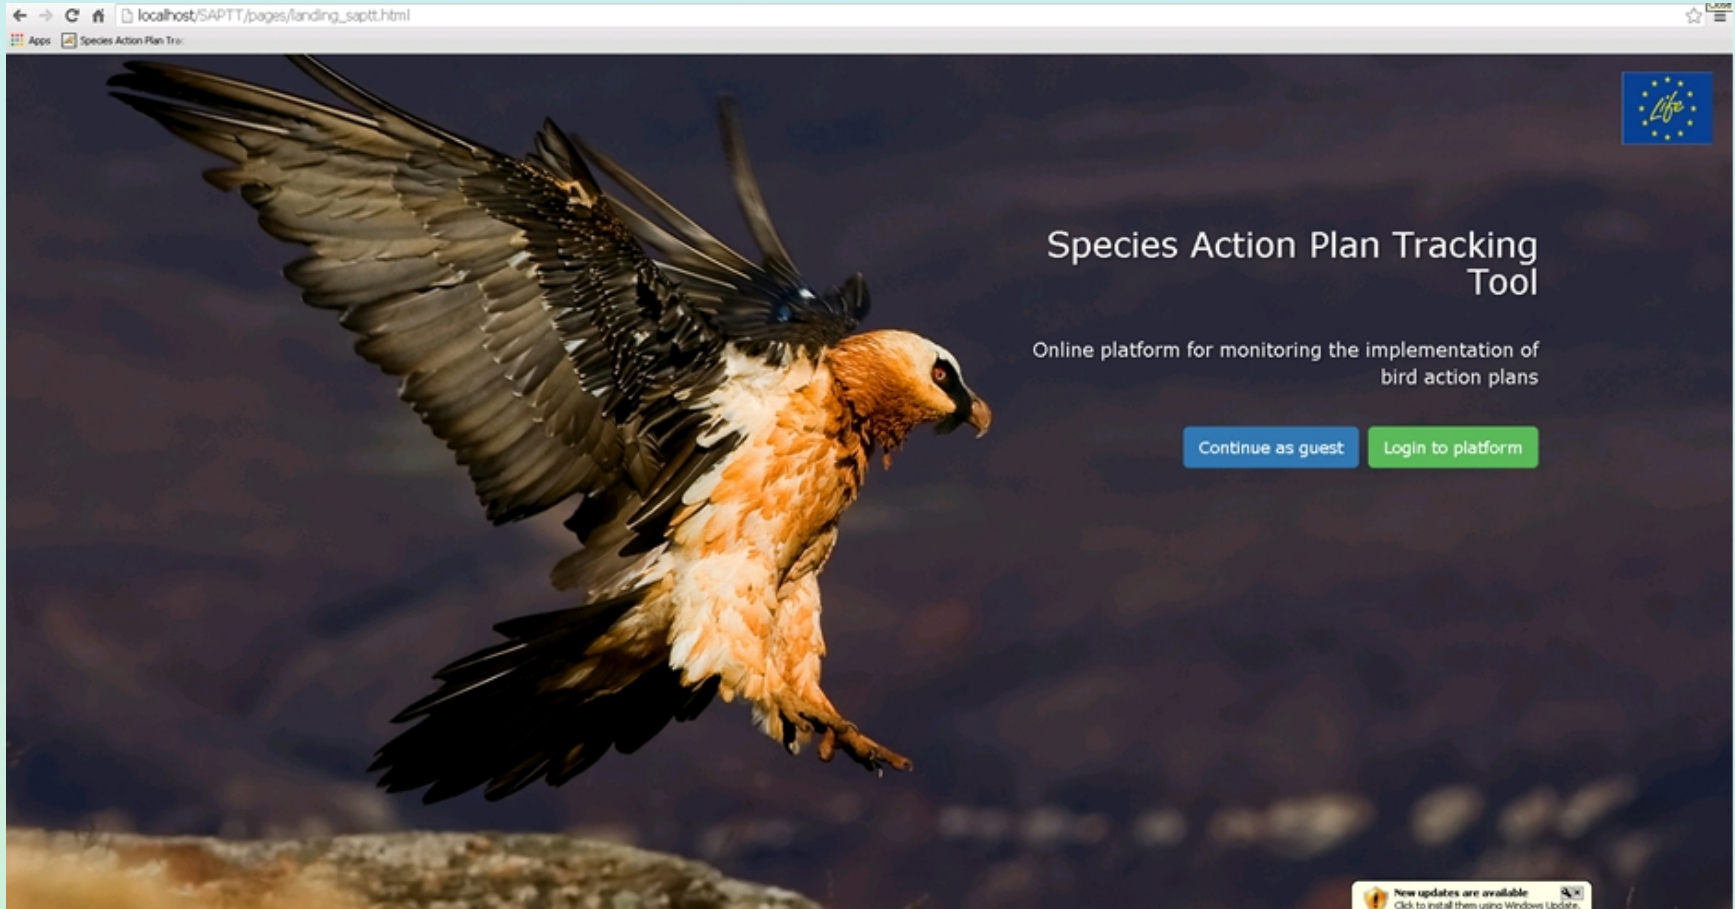 localhost/SAPTT/pages/landing_saptt.html
Close
Apps Species Action Plan Tra
Life
Species Action Plan Tracking
Tool
Online platform for monitoring the implementation of
bird action plans
Continue as guest Login to platform
New updates are available
Click to install them using Windows Update.